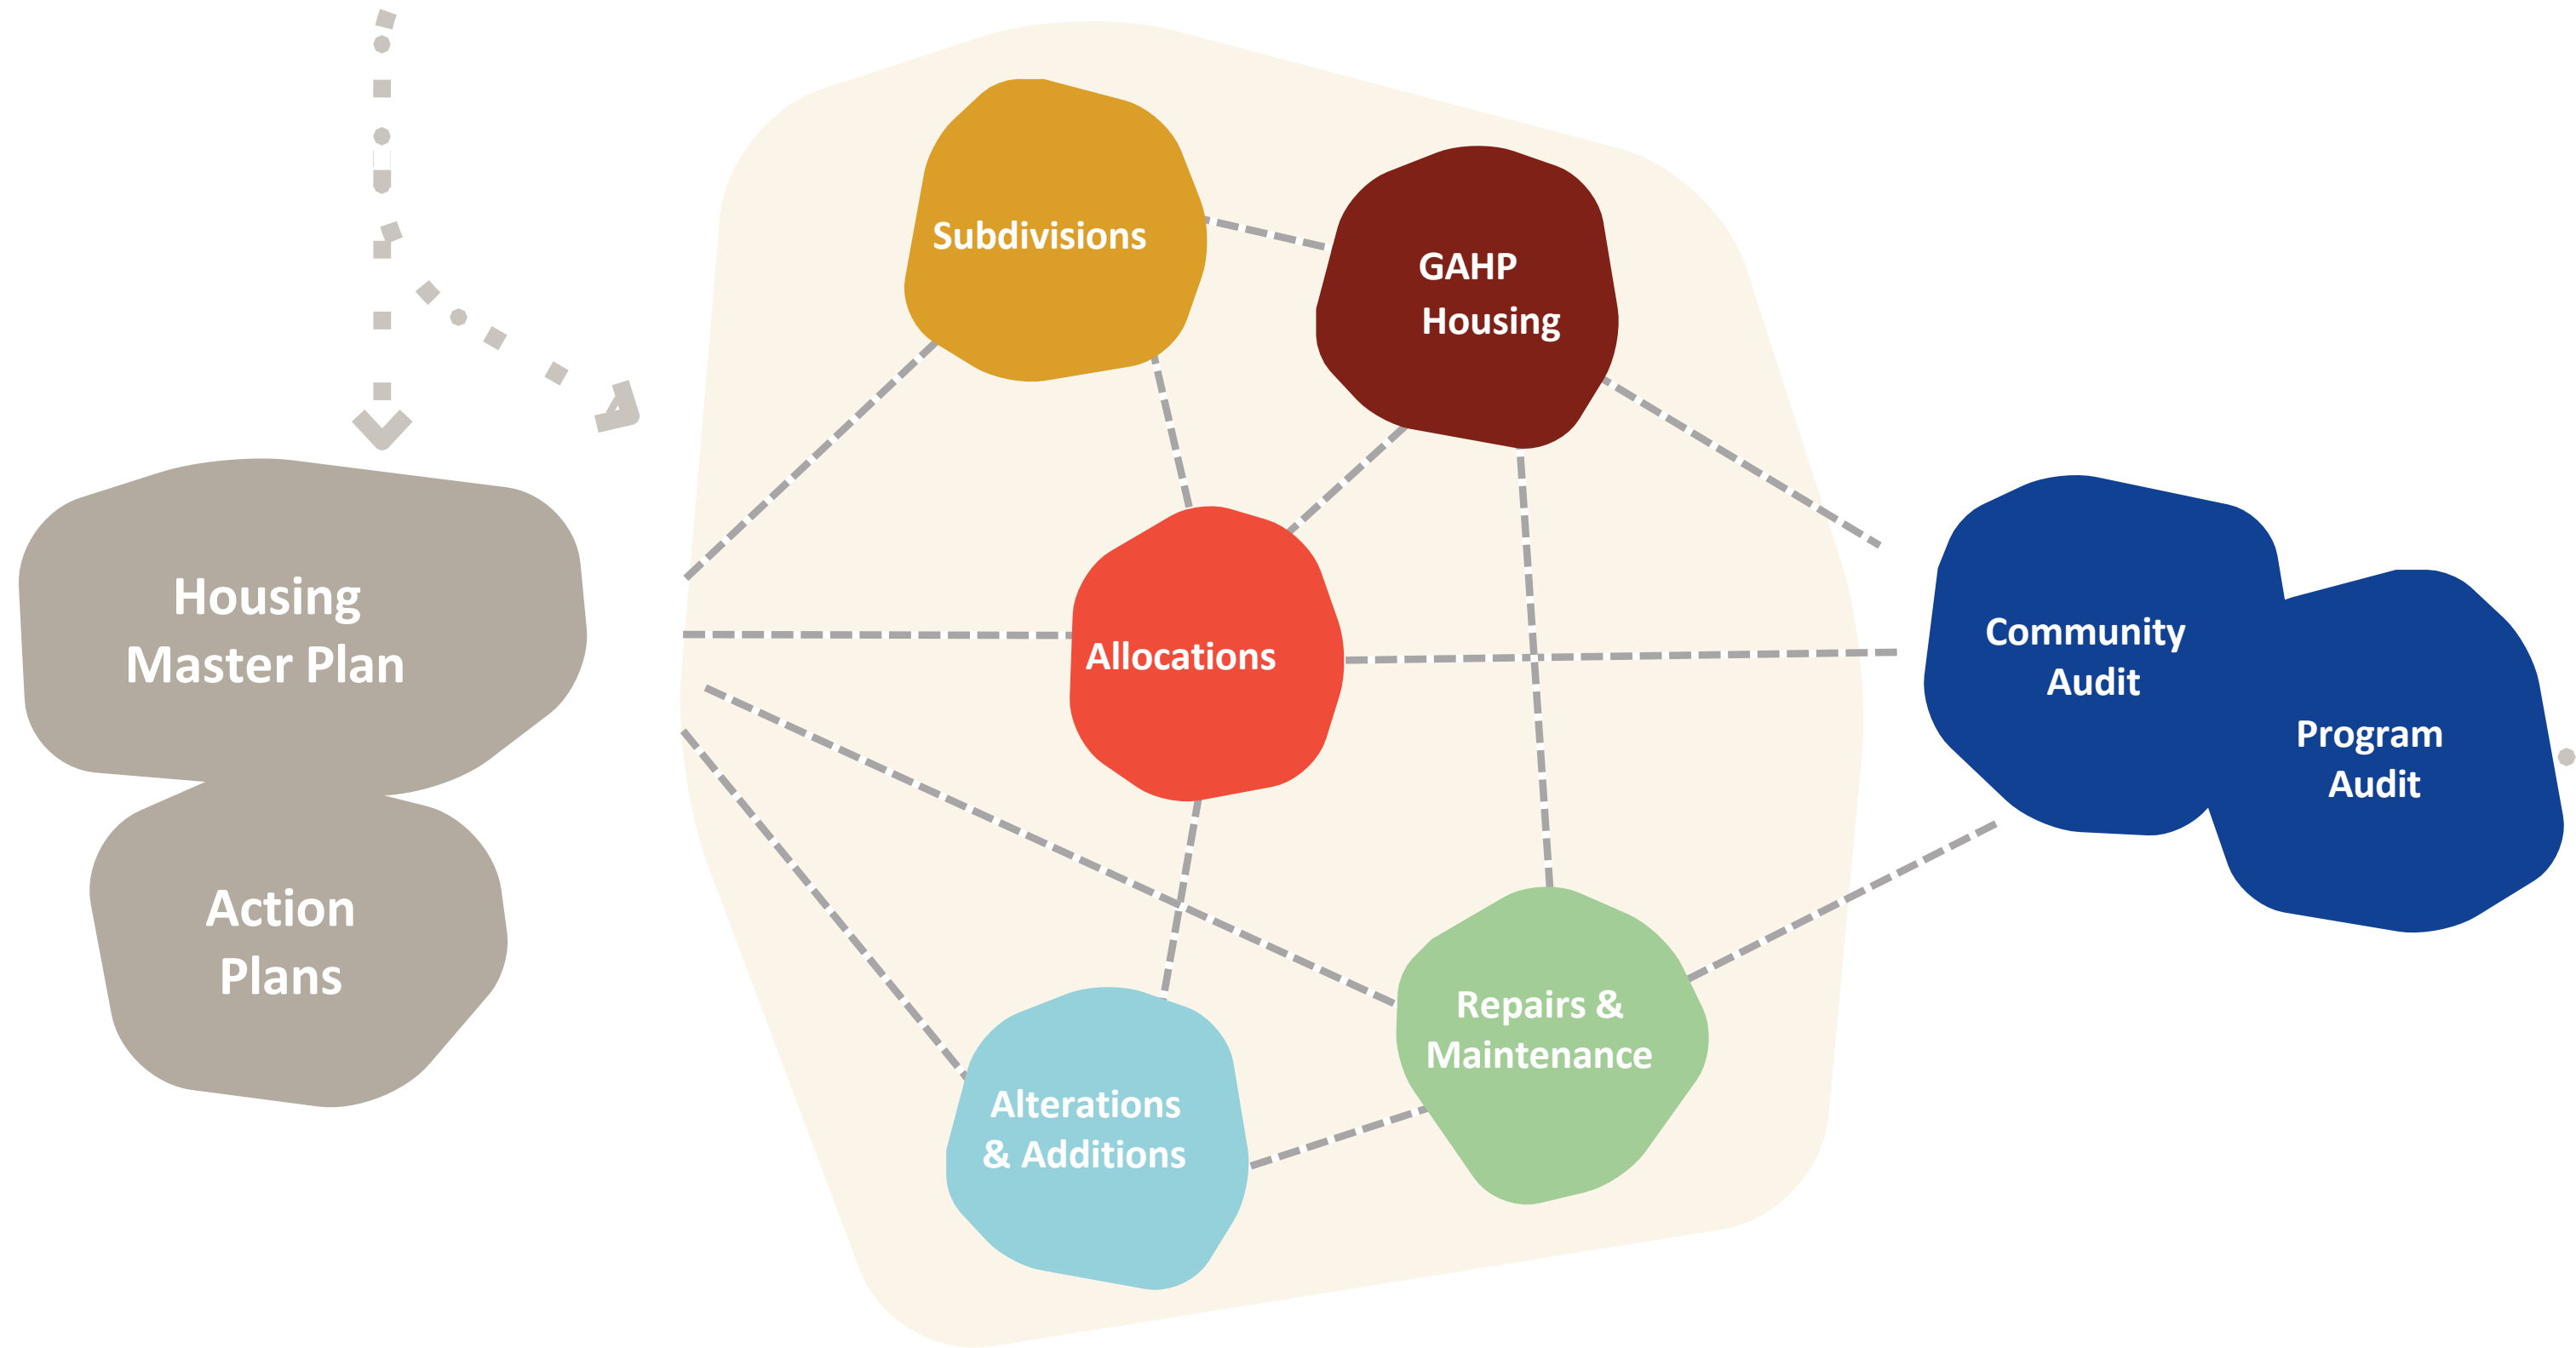 Housing
Master Plan
Action
Plans
Subdivisions
GAHP
Housing
Allocations
Alterations
& Additions
Repairs &
Maintenance
Community
Audit
Program
Audit